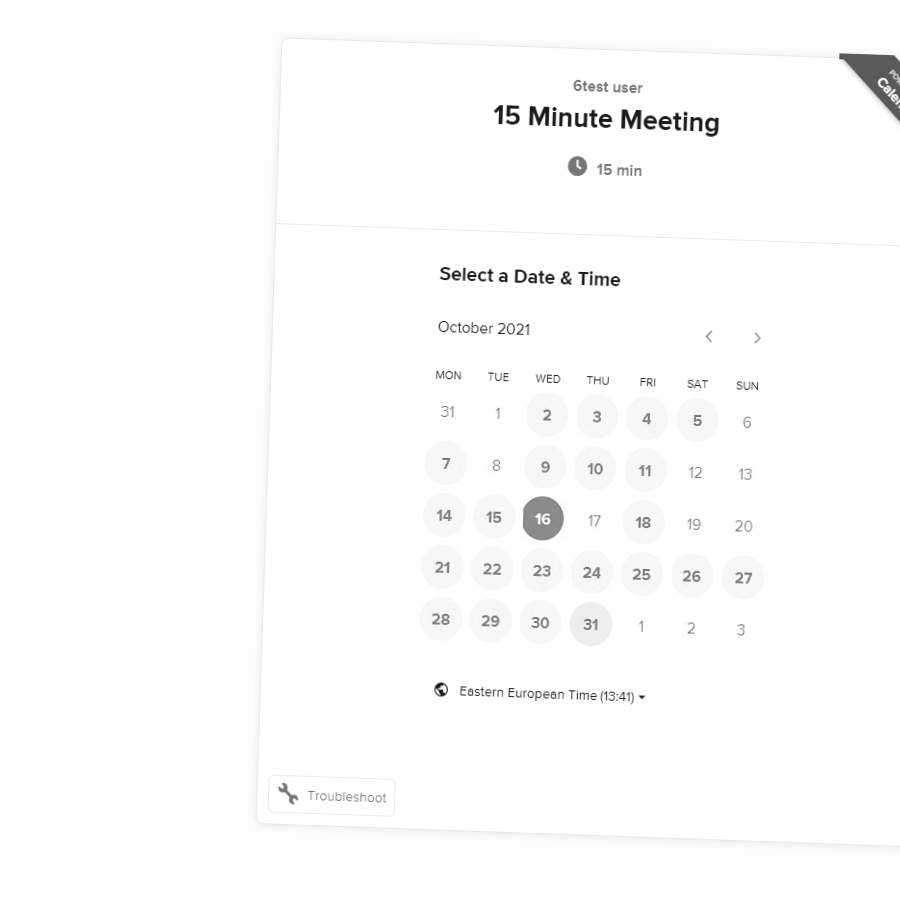 6test user
15 Minute Meeting
15 min
Select a Date & Time
October 2021
MON TUE WED THU FRI SAT SUN
31 1 2 3 4 5 6
7 8 9 10 11 12 13
14 15 16 17 18 19 20
21 22 23 24 25 26 27
28 29 30 31 1 2 3
Eastern European Time (13:41)
Troubleshoot